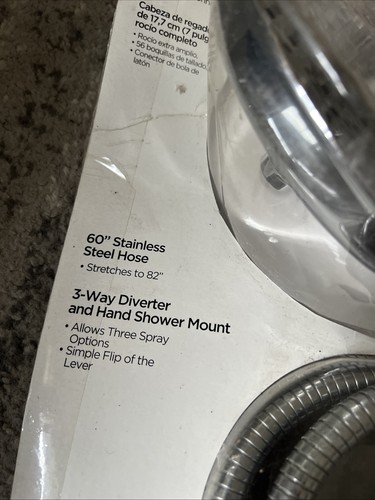 Cabeza de
de 17,7 cm (7
rocío completo
• Rocío extra amplio.
• 56 boquillas de tallado.
• Conector de bola de
latón
60” Stainless
Steel Hose
• Stretches to 82”
3-Way Diverter
and Hand Shower Mount
• Allows Three Spray
Options
• Simple Flip of the
Lever